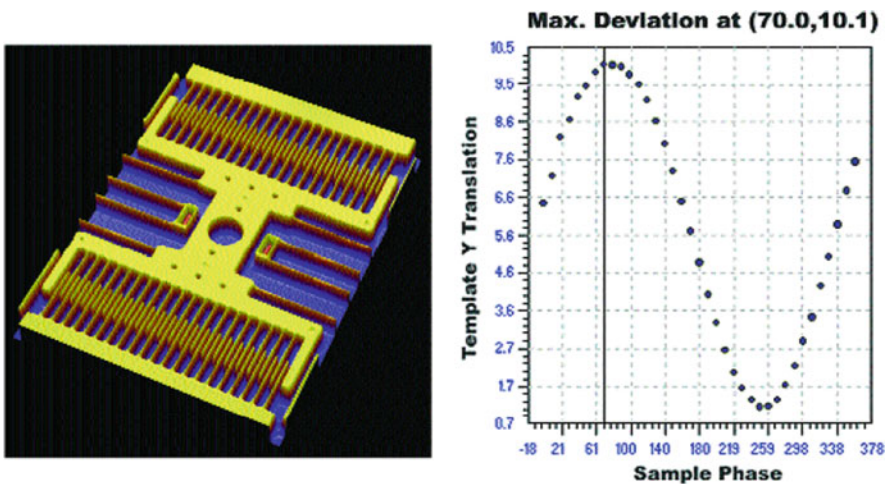 Max. Deviation at (70.0,10.1)
10.5
9.5
8.6
7.6
6.6
5.6
4.6
3.6
2.7
1.7
0.7
Template Y Translation
-18 21 61 100 140 180 219 259 298 338 378
Sample Phase